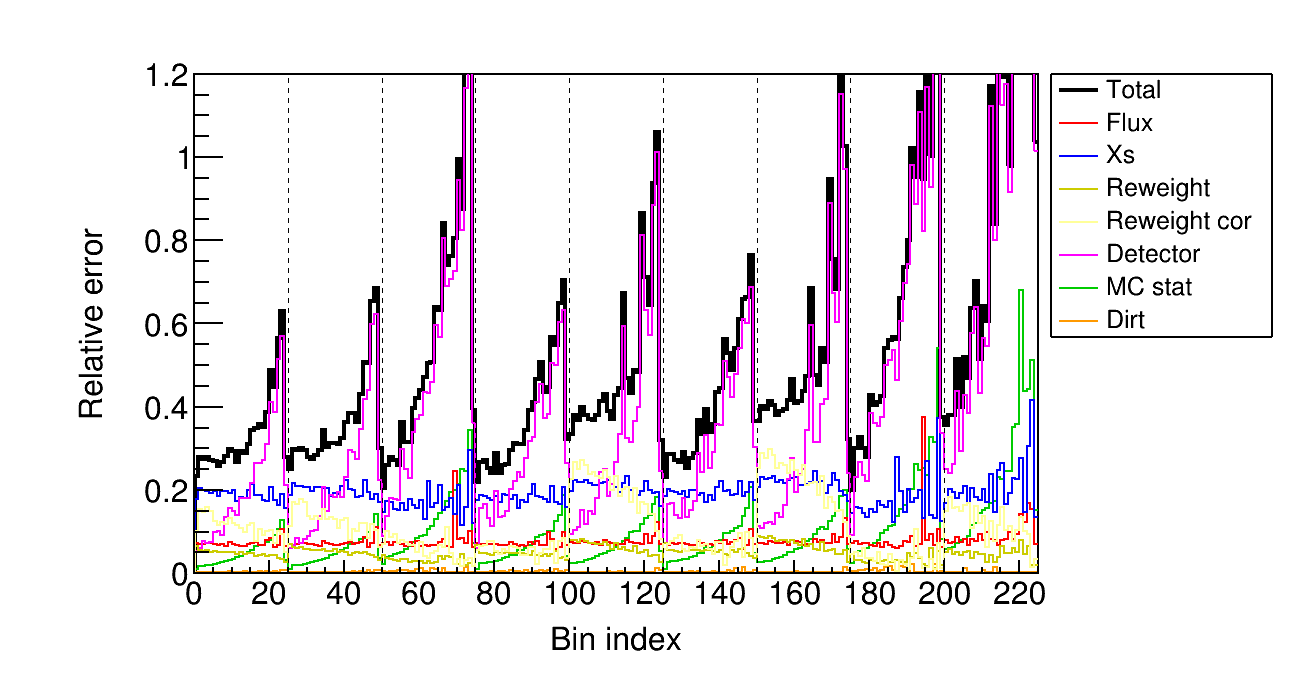 1.2
1
0.8
0.6
0.4
0.2
0
Relative error
0 20 40 60 80 100 120 140 160 180 200 220
Bin index
Total
Flux
Xs
Reweight
Reweight cor
Detector
MC stat
Dirt